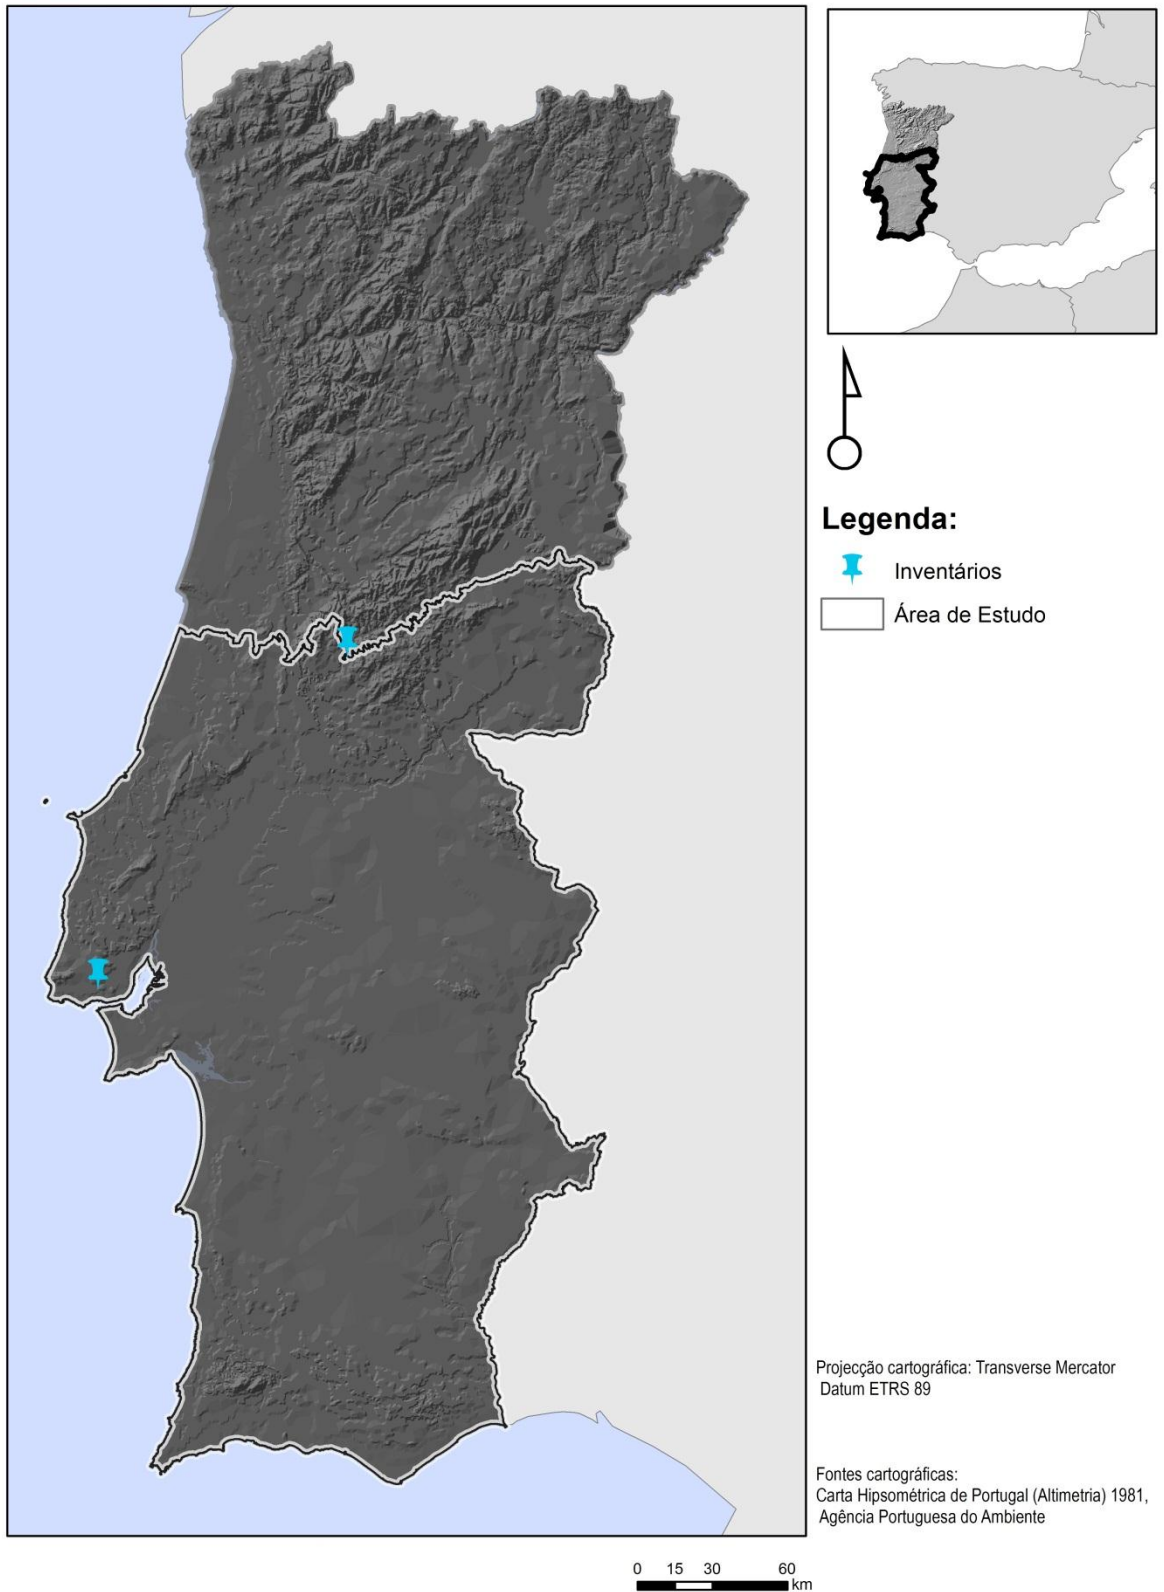 Legenda:
Inventários
Área de Estudo
Projecção cartográfica: Transverse Mercator
Datum ETRS 89
Fontes cartográficas:
Carta Hipsométrica de Portugal (Altimetria) 1981,
Agência Portuguesa do Ambiente
0 15 30 60
km